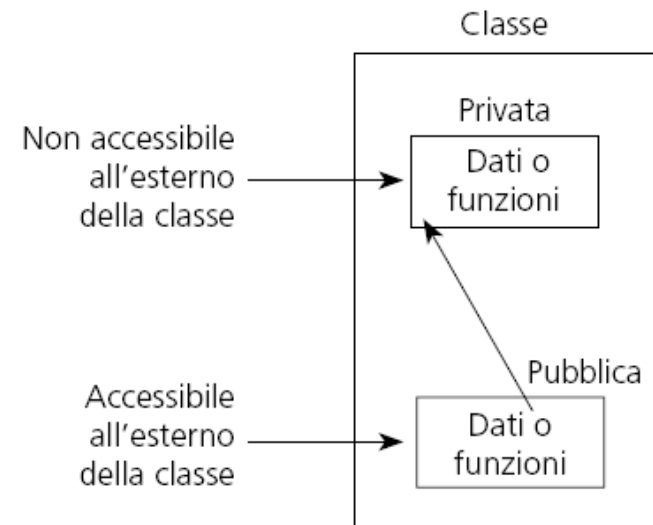 Classe
Privata
Non accessibile
all'esterno
della classe
Dati o
funzioni
Pubblica
Accessibile
all'esterno
della classe
Dati o
funzioni